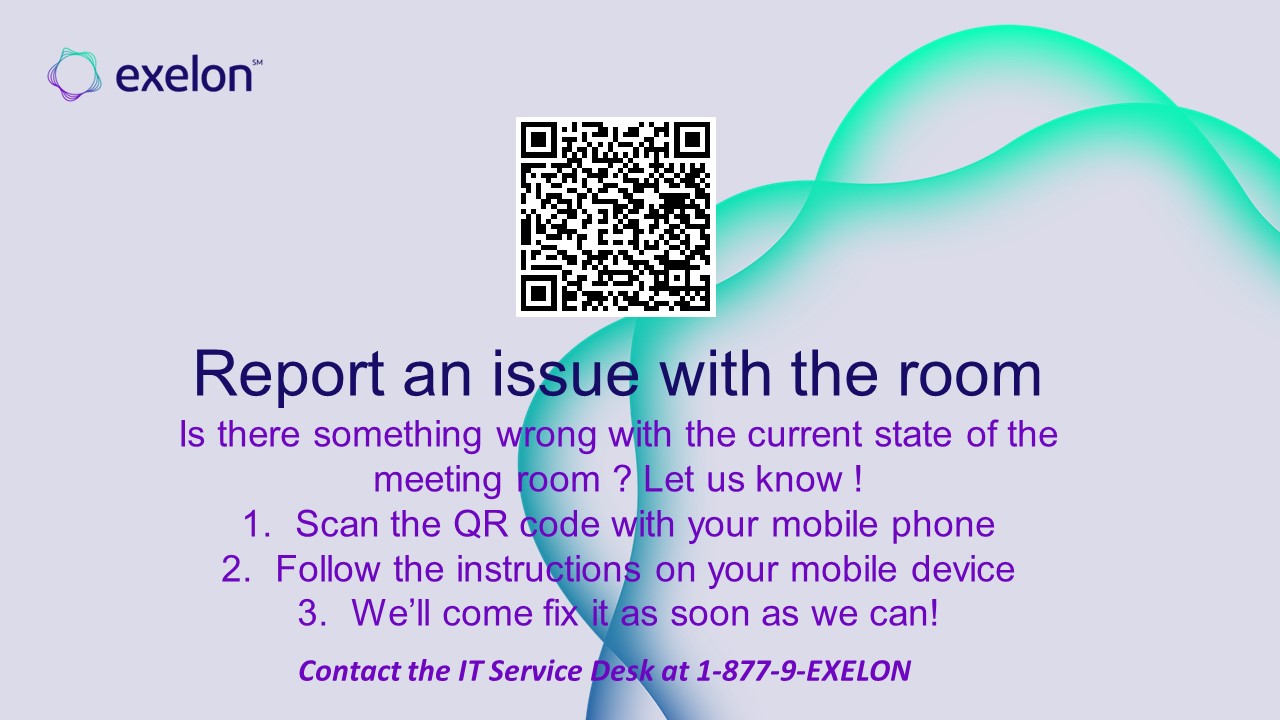 exelon℠
Report an issue with the room
Is there something wrong with the current state of the
meeting room ? Let us know !
1. Scan the QR code with your mobile phone
2. Follow the instructions on your mobile device
3. We’ll come fix it as soon as we can!
Contact the IT Service Desk at 1-877-9-EXELON